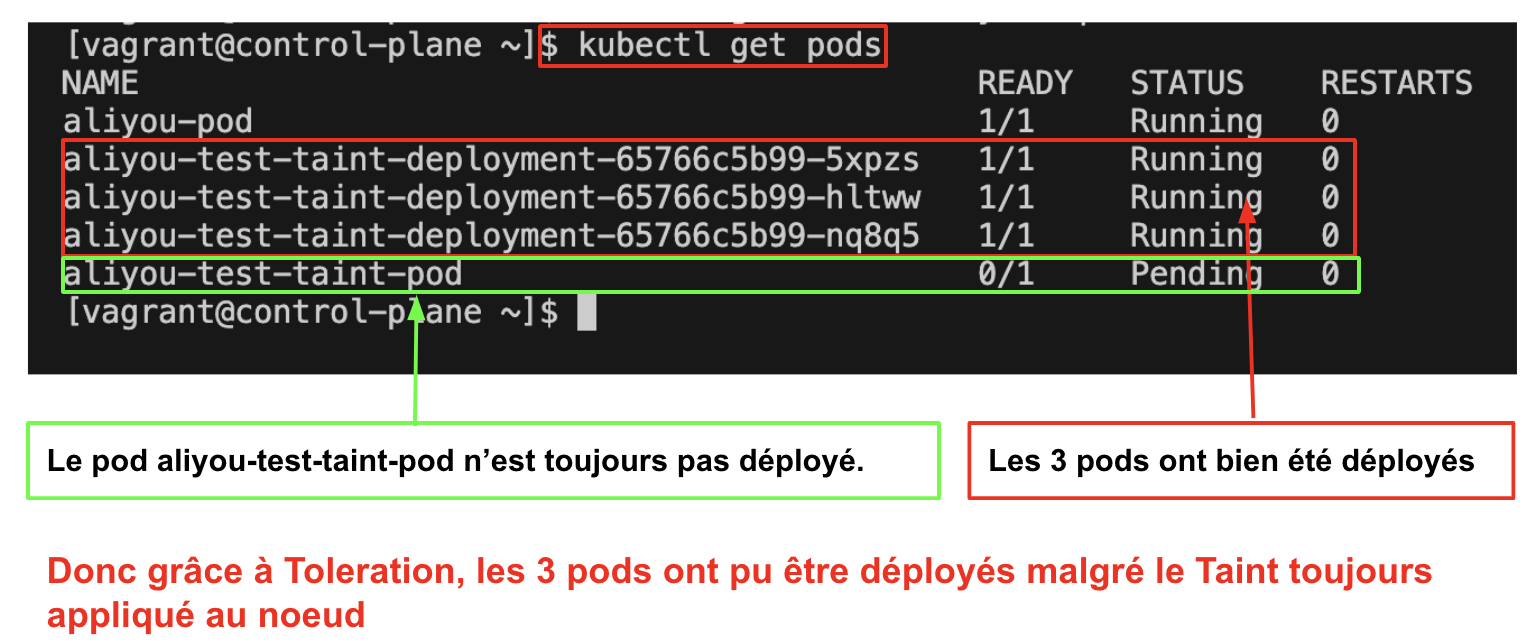 [vagrant@control-plane ~]$ kubectl get pods
NAME READY STATUS RESTARTS
aliyou-pod 1/1 Running 0
aliyou-test-taint-deployment-65766c5b99-5xpzs 1/1 Running 0
aliyou-test-taint-deployment-65766c5b99-hltww 1/1 Running 0
aliyou-test-taint-deployment-65766c5b99-nq8q5 1/1 Running 0
aliyou-test-taint-pod 0/1 Pending 0
[vagrant@control-plane ~]$
Le pod aliyou-test-taint-pod n’est toujours pas déployé.
Les 3 pods ont bien été déployés
Donc grâce à Toleration, les 3 pods ont pu être déployés malgré le Taint toujours
appliqué au noeud